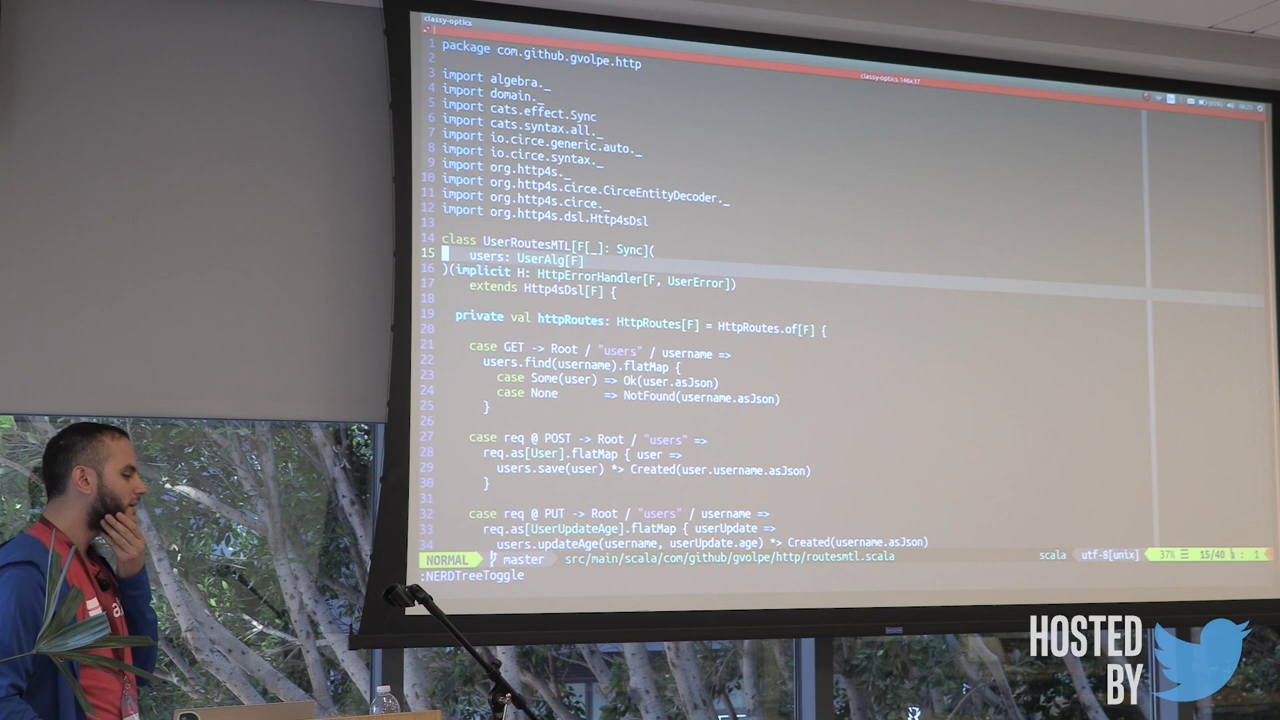 classy-optics
classy-optics 146x37
1 package com.github.gvolpe.http
2
3 import algebra._
4 import domain._
5 import cats.effect.Sync
6 import cats.syntax.all._
7 import io.circe.generic.auto._
8 import io.circe.syntax._
9 import org.http4s._
10 import org.http4s.circe.CirceEntityDecoder._
11 import org.http4s.circe._
12 import org.http4s.dsl.Http4sDsl
13
14 class UserRoutesMTL[F[_]: Sync](
15 users: UserAlg[F]
16 )(implicit H: HttpErrorHandler[F, UserError])
17 extends Http4sDsl[F] {
18
19 private val httpRoutes: HttpRoutes[F] = HttpRoutes.of[F] {
20
21 case GET -> Root / "users" / username =>
22 users.find(username).flatMap {
23 case Some(user) => Ok(user.asJson)
24 case None => NotFound(username.asJson)
25 }
26
27 case req @ POST -> Root / "users" =>
28 req.as[User].flatMap { user =>
29 users.save(user) *> Created(user.username.asJson)
30 }
31
32 case req @ PUT -> Root / "users" / username =>
33 req.as[UserUpdateAge].flatMap { userUpdate =>
34 users.updateAge(username, userUpdate.age) *> Created(username.asJson)
NORMAL master src/main/scala/com/github/gvolpe/http/routesmtl.scala scala utf-8[unix] 37% 15/40 : 1
:NERDTreeToggle
HOSTED
BY